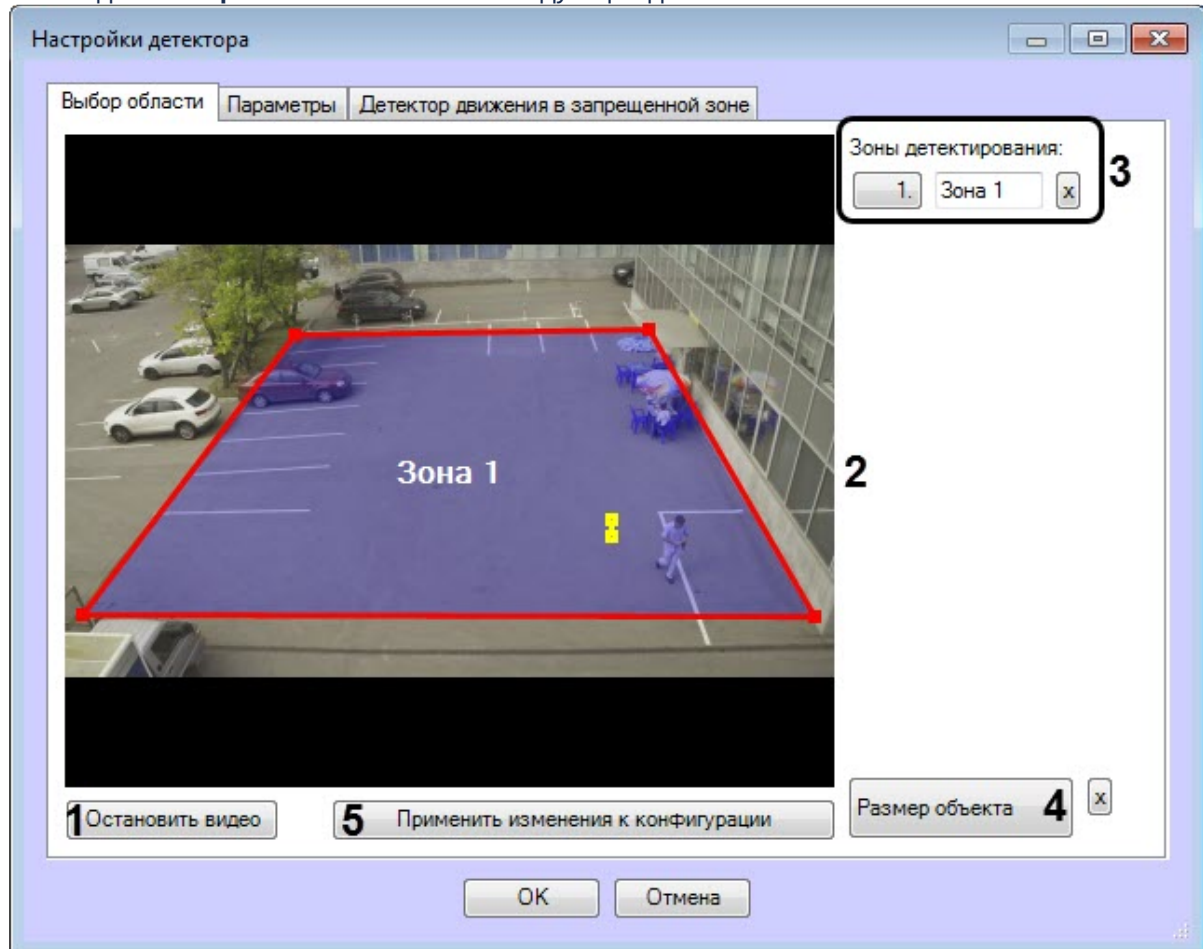 Настройки детектора
Выбор области Параметры Детектор движения в запрещенной зоне
Зоны детектирования:
1. Зона 1 x
3
Зона 1
2
1 Остановить видео
5 Применить изменения к конфигурации
Размер объекта 4 x
OK Отмена